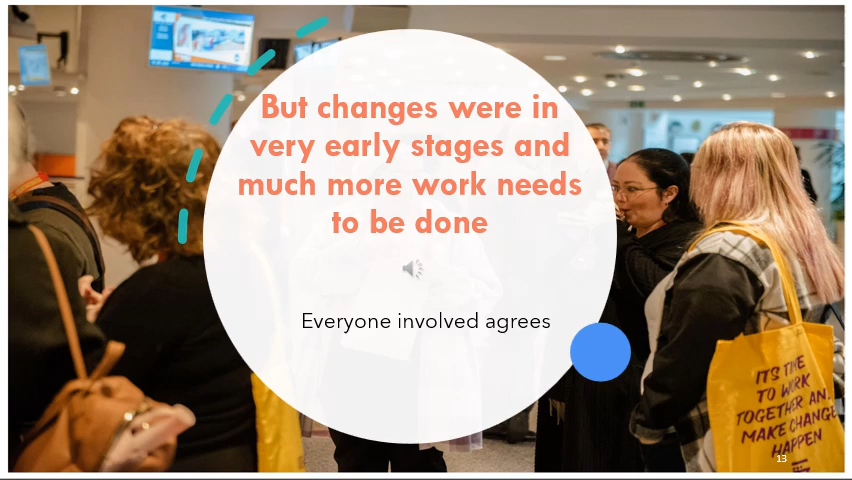 But changes were in
very early stages and
much more work needs
to be done
Everyone involved agrees
IT'S TIME
TO WORK
TOGETHER AN
MAKE CHANGE
HAPPEN
13